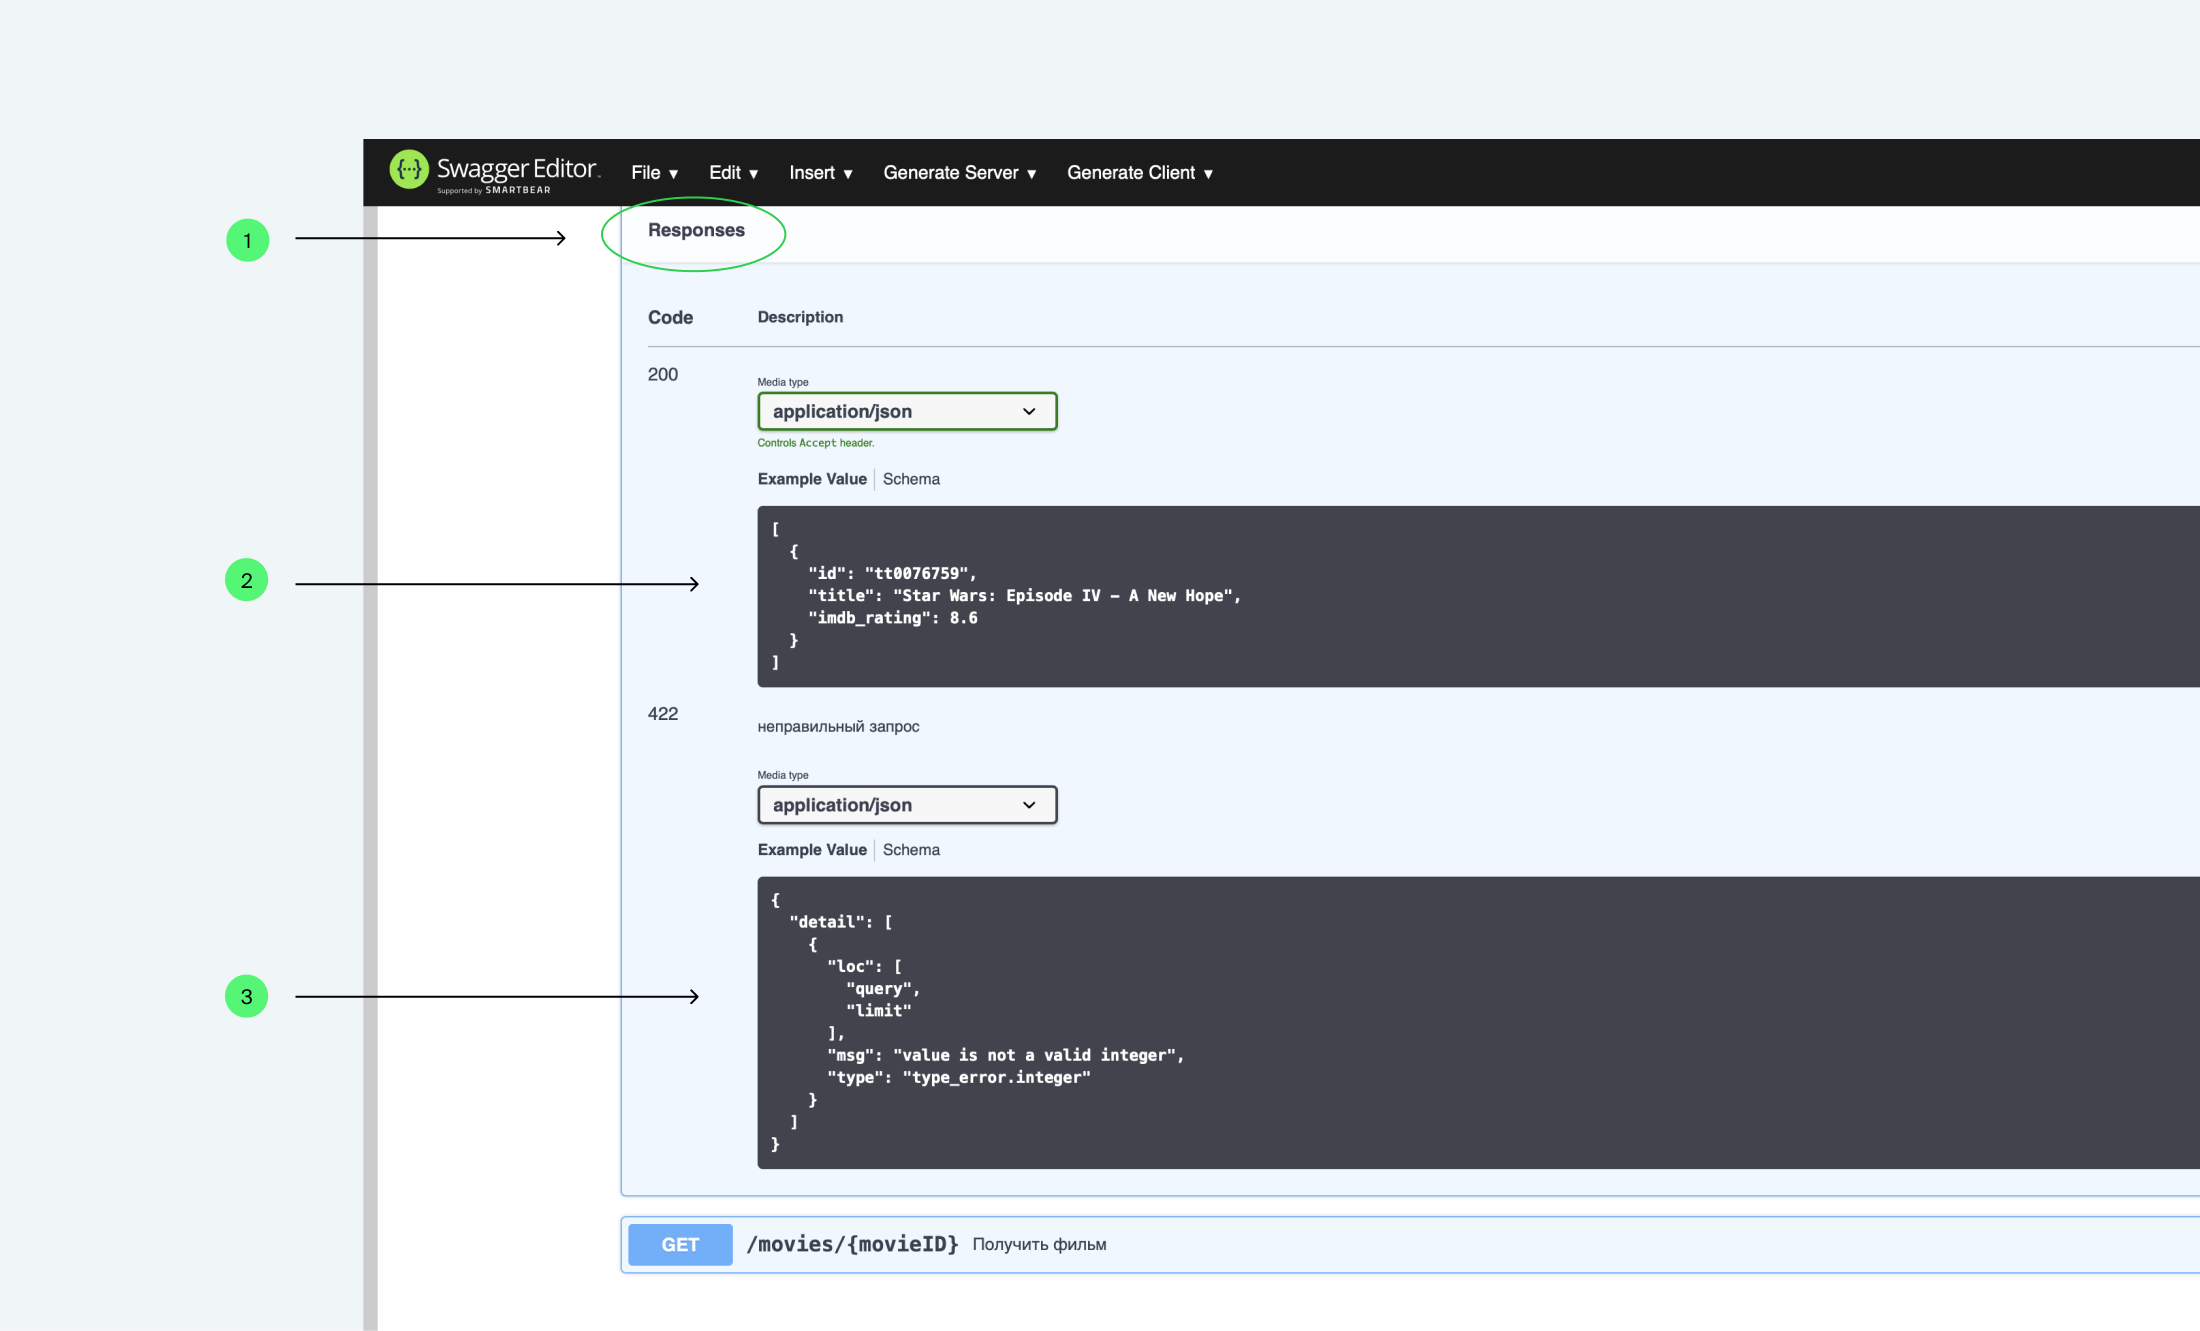 Swagger Editor
Supported by SMARTBEAR
File ▾ Edit ▾ Insert ▾ Generate Server ▾ Generate Client ▾
1
Responses
Code Description
200
Media type
application/json
Controls Accept header.
Example Value Schema
[
{
"id": "tt0076759",
2
"title": "Star Wars: Episode IV – A New Hope",
"imdb_rating": 8.6
}
]
422
неправильный запрос
Media type
application/json
Example Value Schema
{
"detail": [
{
"loc": [
"query",
3
"limit"
],
"msg": "value is not a valid integer",
"type": "type_error.integer"
}
]
}
GET /movies/{movieID} Получить фильм